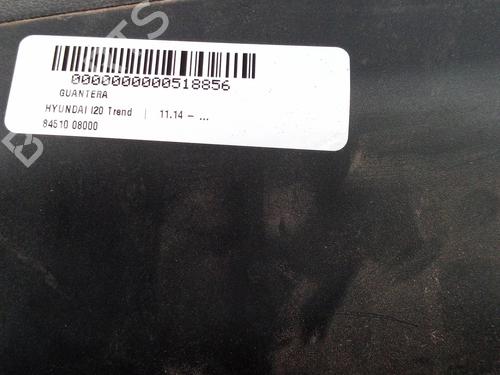 0000000000518856
GUANTERA
HYUNDAI I20 Trend | 11.14 – ...
84510 08000